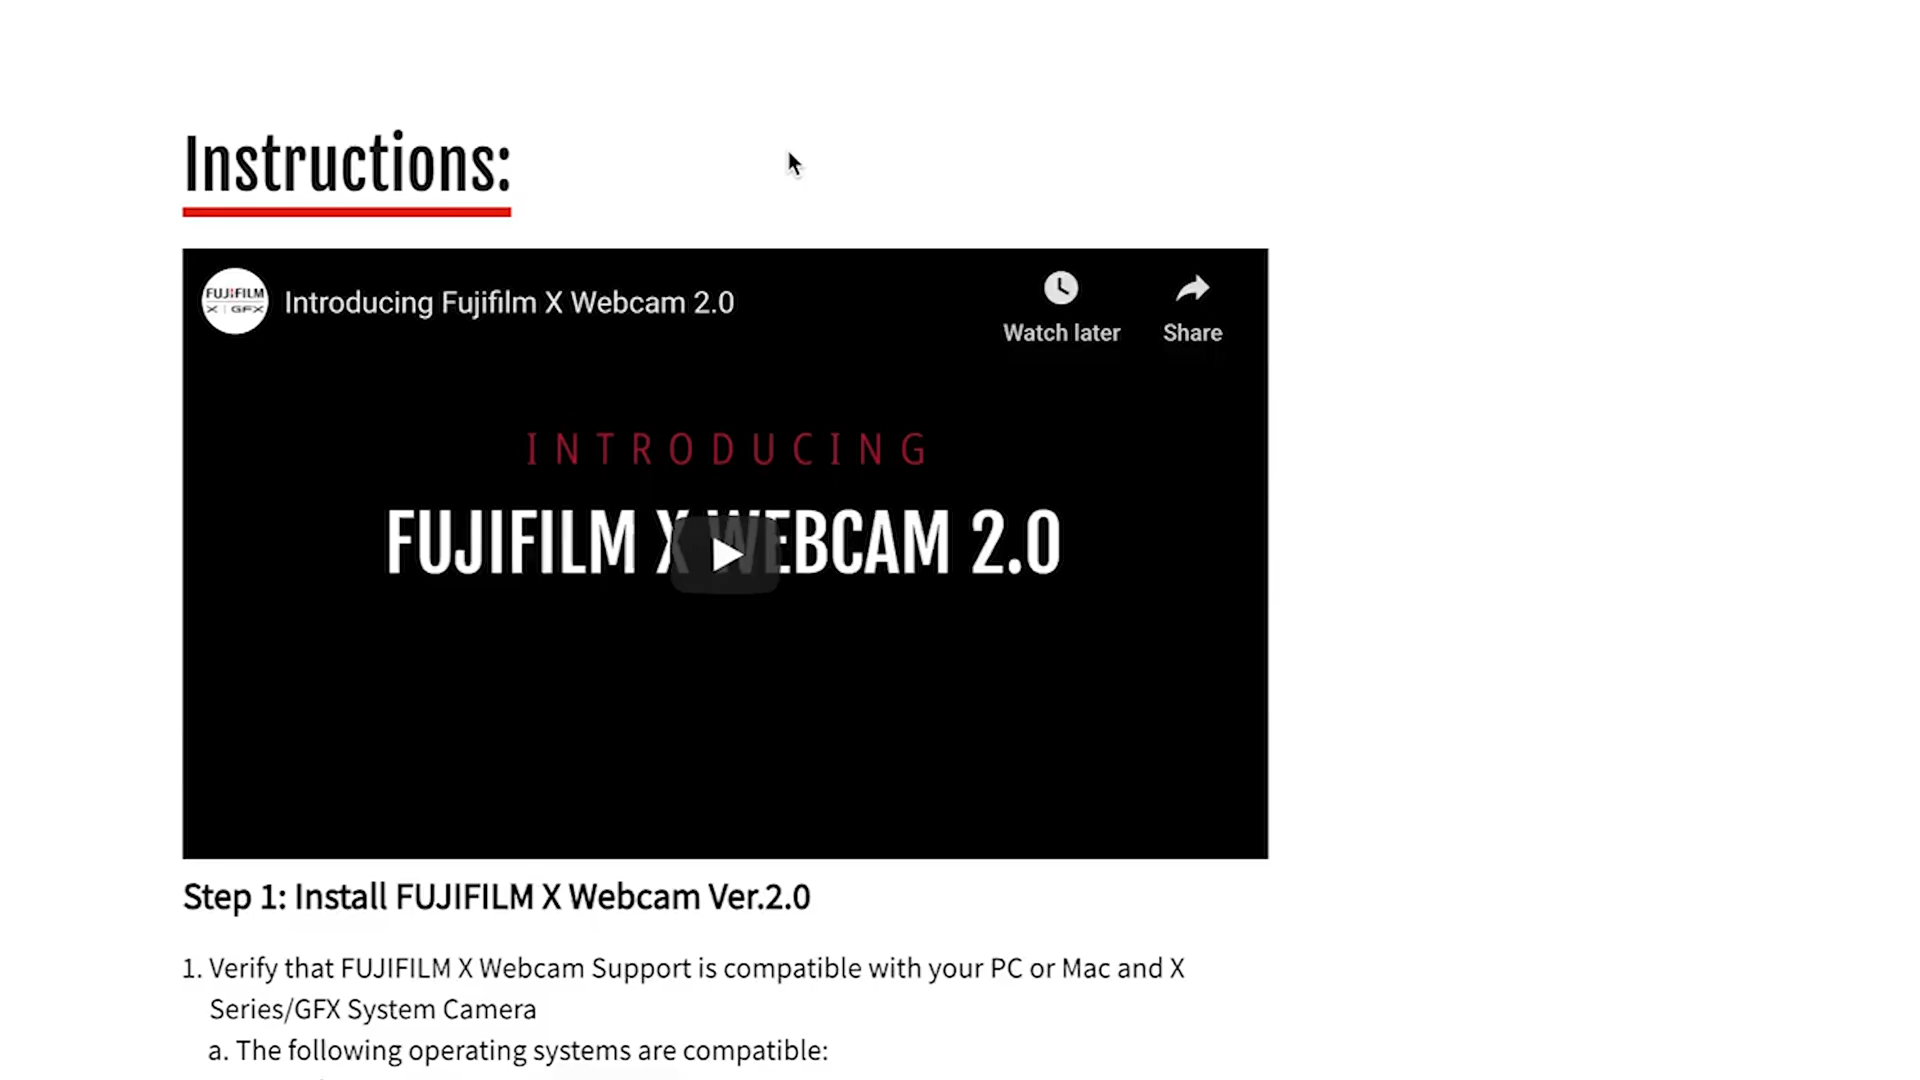 Instructions:
FUJIFILM
X | GFX
Introducing Fujifilm X Webcam 2.0
Watch later
Share
INTRODUCING
FUJIFILM X WEBCAM 2.0
Step 1: Install FUJIFILM X Webcam Ver.2.0
1. Verify that FUJIFILM X Webcam Support is compatible with your PC or Mac and X
Series/GFX System Camera
a. The following operating systems are compatible: